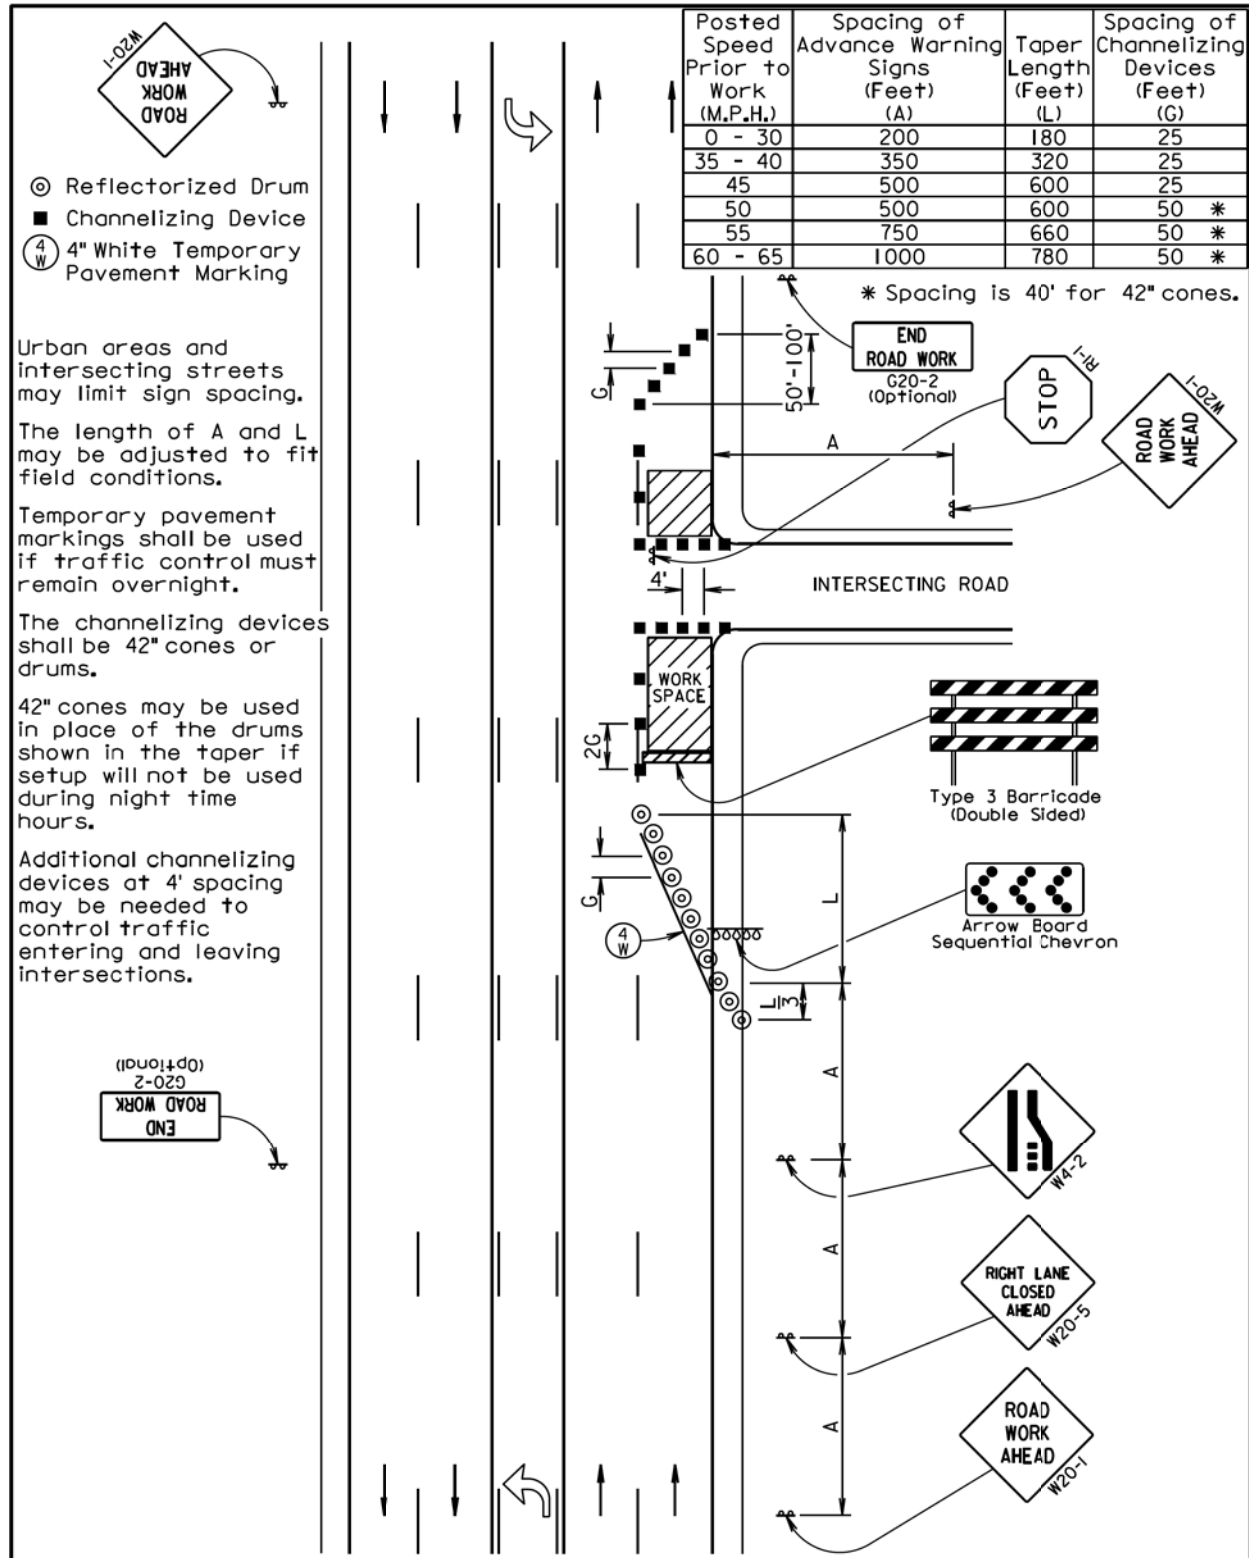 W20-1
ROAD
WORK
AHEAD
Reflectorized Drum
Channelizing Device
4
W
4" White Temporary
Pavement Marking
Urban areas and
intersecting streets
may limit sign spacing.
The length of A and L
may be adjusted to fit
field conditions.
Temporary pavement
markings shall be used
if traffic control must
remain overnight.
The channelizing devices
shall be 42" cones or
drums.
42" cones may be used
in place of the drums
shown in the taper if
setup will not be used
during night time
hours.
Additional channelizing
devices at 4' spacing
may be needed to
control traffic
entering and leaving
intersections.
END
ROAD WORK
G20-2
(Optional)
Posted Speed Prior to Work (M.P.H.)
Spacing of Advance Warning Signs (Feet) (A)
Taper Length (Feet) (L)
Spacing of Channelizing Devices (Feet) (G)
0 - 30 200 180 25
35 - 40 350 320 25
45 500 600 25
50 500 600 50 *
55 750 660 50 *
60 - 65 1000 780 50 *
* Spacing is 40' for 42" cones.
END
ROAD WORK
G20-2
(Optional)
G
50'-100'
STOP
R1-1
ROAD
WORK
AHEAD
W20-1
A
4'
INTERSECTING ROAD
WORK
SPACE
2G
Type 3 Barricade
(Double Sided)
G
4
W
L
Arrow Board
Sequential Chevron
L
3
A
W4-2
A
RIGHT LANE
CLOSED
AHEAD
W20-5
A
ROAD
WORK
AHEAD
W20-1